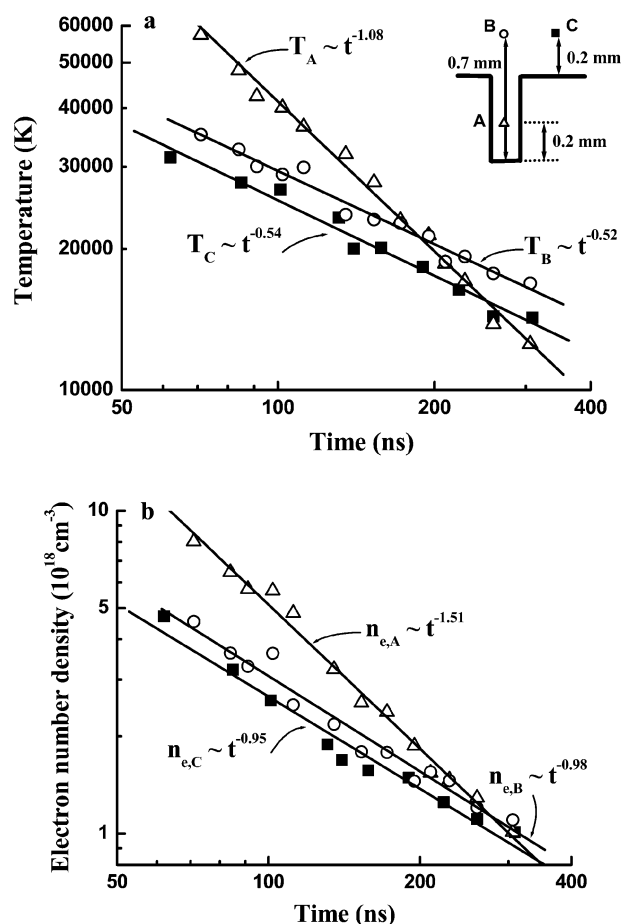 a
60000
50000
40000
30000
20000
10000
Temperature (K)
T_A ~ t^-1.08
T_C ~ t^-0.54
T_B ~ t^-0.52
B
C
0.7 mm
0.2 mm
A
0.2 mm
50
100
200
400
Time (ns)
b
10
5
1
Electron number density (10^18 cm^-3)
n_e,A ~ t^-1.51
n_e,C ~ t^-0.95
n_e,B ~ t^-0.98
50
100
200
400
Time (ns)